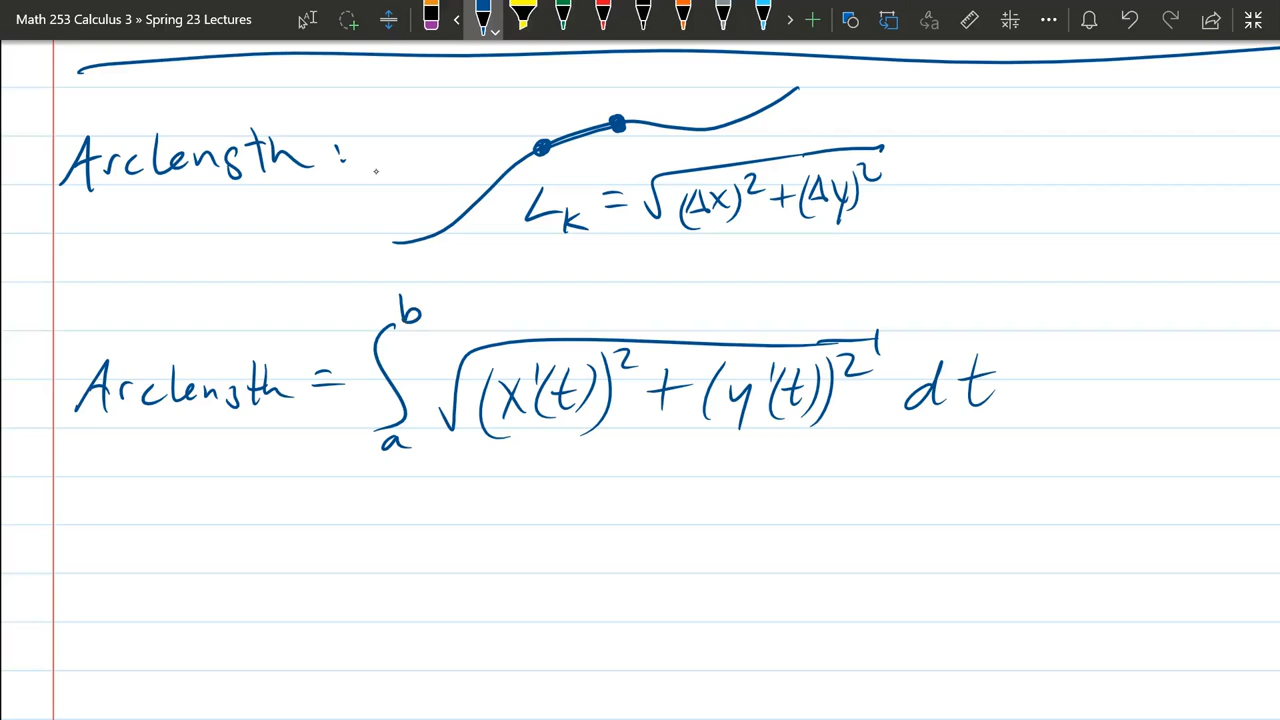 Math 253 Calculus 3 » Spring 23 Lectures
Arclength :
L_k = √((Δx)² + (Δy)²)
Arclength = ∫_a^b √((x'(t))² + (y'(t))²) dt